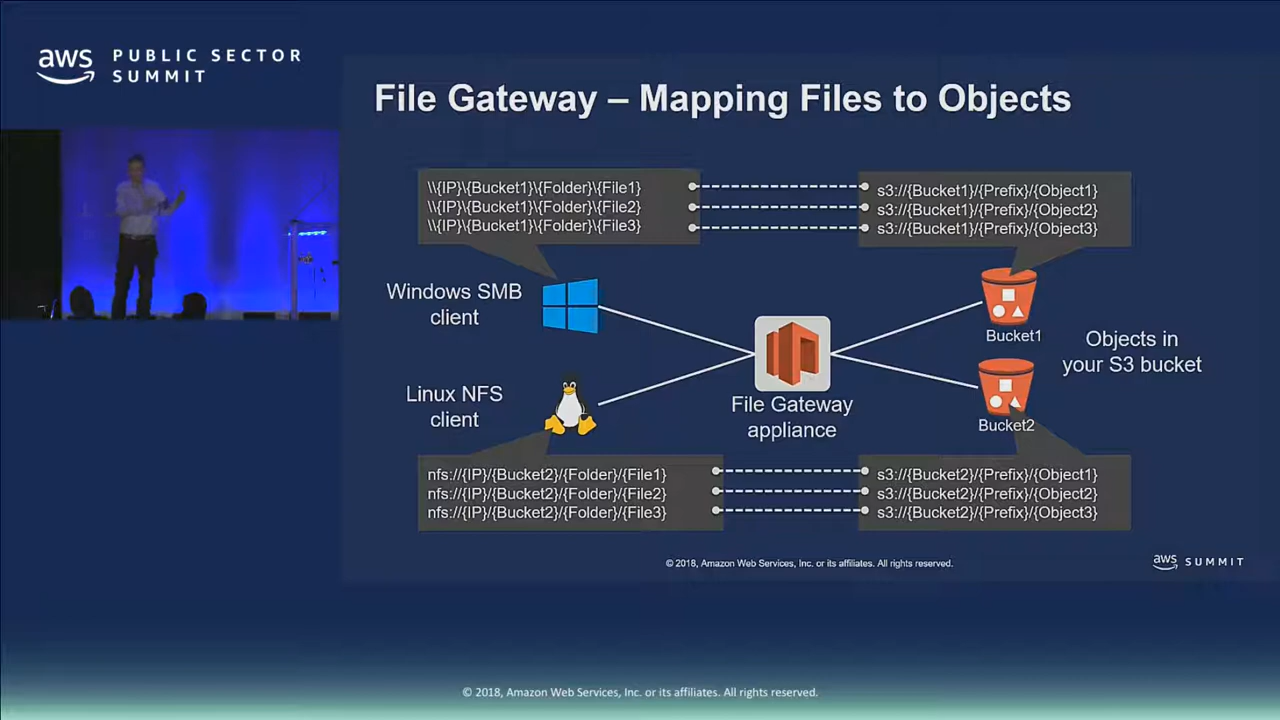 aws PUBLIC SECTOR
SUMMIT
File Gateway – Mapping Files to Objects
\\{IP}\{Bucket1}\{Folder}\{File1}
\\{IP}\{Bucket1}\{Folder}\{File2}
\\{IP}\{Bucket1}\{Folder}\{File3}
s3://{Bucket1}/{Prefix}/{Object1}
s3://{Bucket1}/{Prefix}/{Object2}
s3://{Bucket1}/{Prefix}/{Object3}
Windows SMB
client
Bucket1
Objects in
your S3 bucket
Linux NFS
client
File Gateway
appliance
Bucket2
nfs://{IP}/{Bucket2}/{Folder}/{File1}
nfs://{IP}/{Bucket2}/{Folder}/{File2}
nfs://{IP}/{Bucket2}/{Folder}/{File3}
s3://{Bucket2}/{Prefix}/{Object1}
s3://{Bucket2}/{Prefix}/{Object2}
s3://{Bucket2}/{Prefix}/{Object3}
© 2018, Amazon Web Services, Inc. or its affiliates. All rights reserved.
aws SUMMIT
© 2018, Amazon Web Services, Inc. or its affiliates. All rights reserved.